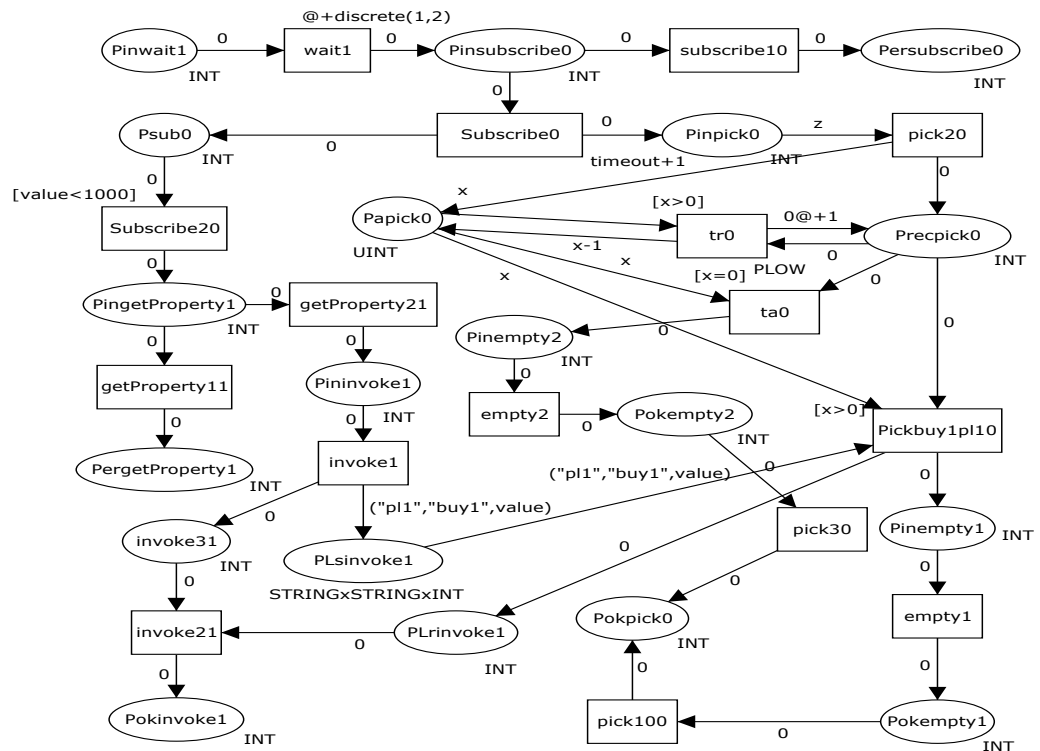 @+discrete(1,2)
Pinwait1 0 wait1 0 Pinsubscribe0 0 subscribe10 0 Persubscribe0
INT INT INT
0
Psub0 0 Subscribe0 0 Pinpick0 z pick20
INT INT
timeout+1
0 0
[value<1000] x [x>0] 0@+1
Subscribe20 Papick0 tr0 Precpick0
UINT x-1 PLOW 0 INT
0 x x [x=0] 0
PingetProperty1 0 getProperty21 ta0
INT
0 0 Pinempty2 0 0
INT
getProperty11 Pininvoke1 0
INT
0 0 empty2 0 Pokempty2 [x>0]
INT Pickbuy1pl10
PergetProperty1 invoke1 0
INT ("pl1","buy1",value) 0
0 ("pl1","buy1",value)
invoke31 pick30 Pinempty1
INT PLsinvoke1 0 INT
STRINGxSTRINGxINT
0 0 0
invoke21 0 PLrinvoke1 Pokpick0 empty1
INT INT
0 0 0
Pokinvoke1 pick100 0 Pokempty1
INT INT